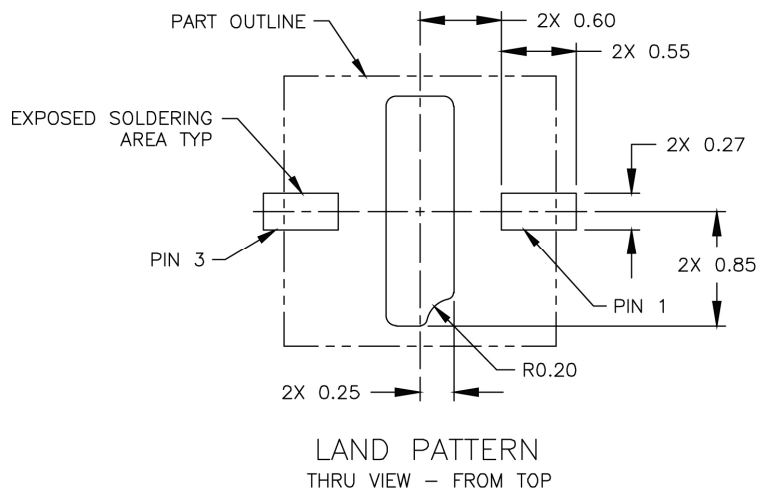 PART OUTLINE
2X 0.60
2X 0.55
EXPOSED SOLDERING
AREA TYP
2X 0.27
PIN 3
2X 0.85
PIN 1
R0.20
2X 0.25
LAND PATTERN
THRU VIEW – FROM TOP